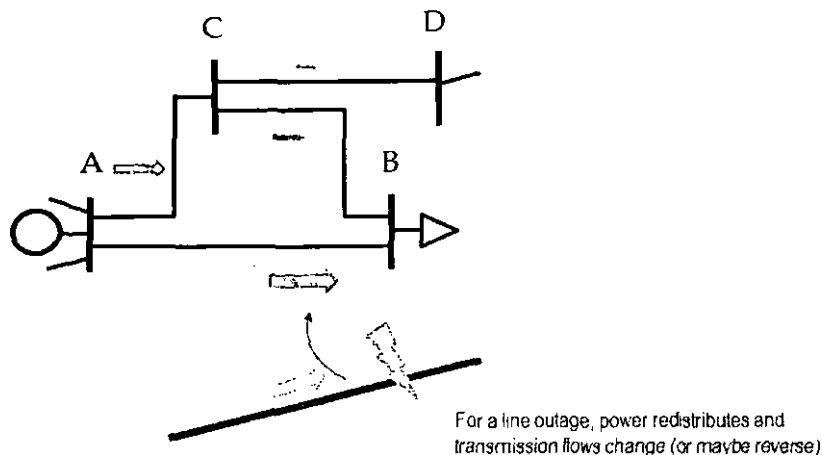 C
D
A
B
For a line outage, power redistributes and
transmission flows change (or maybe reverse)